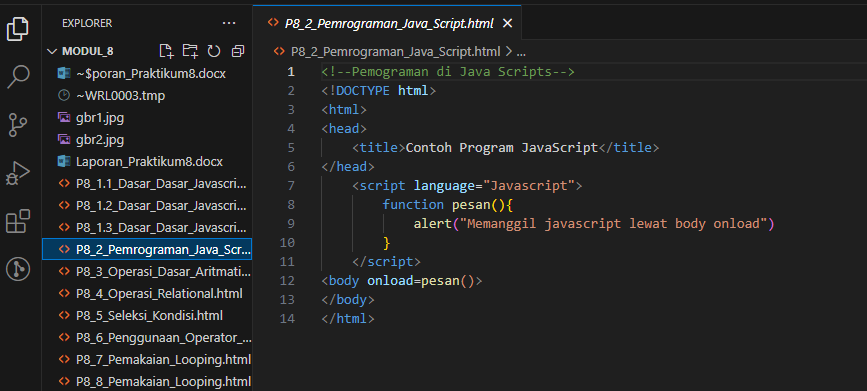 EXPLORER
MODUL_8
~$poran_Praktikum8.docx
~WRL0003.tmp
gbr1.jpg
gbr2.jpg
Laporan_Praktikum8.docx
P8_1.1_Dasar_Dasar_Javascri...
P8_1.2_Dasar_Dasar_Javascri...
P8_1.3_Dasar_Dasar_Javascri...
P8_2_Pemrograman_Java_Scr...
P8_3_Operasi_Dasar_Aritmati...
P8_4_Operasi_Relational.html
P8_5_Seleksi_Kondisi.html
P8_6_Penggunaan_Operator_...
P8_7_Pemakaian_Looping.html
P8_8_Pemakaian_Looping.html
P8_2_Pemrograman_Java_Script.html
P8_2_Pemrograman_Java_Script.html > ...
1 <!--Pemograman di Java Scripts-->
2 <!DOCTYPE html>
3 <html>
4 <head>
5 <title>Contoh Program JavaScript</title>
6 </head>
7 <script language="Javascript">
8 function pesan(){
9 alert("Memanggil javascript lewat body onload")
10 }
11 </script>
12 <body onload=pesan()>
13 </body>
14 </html>